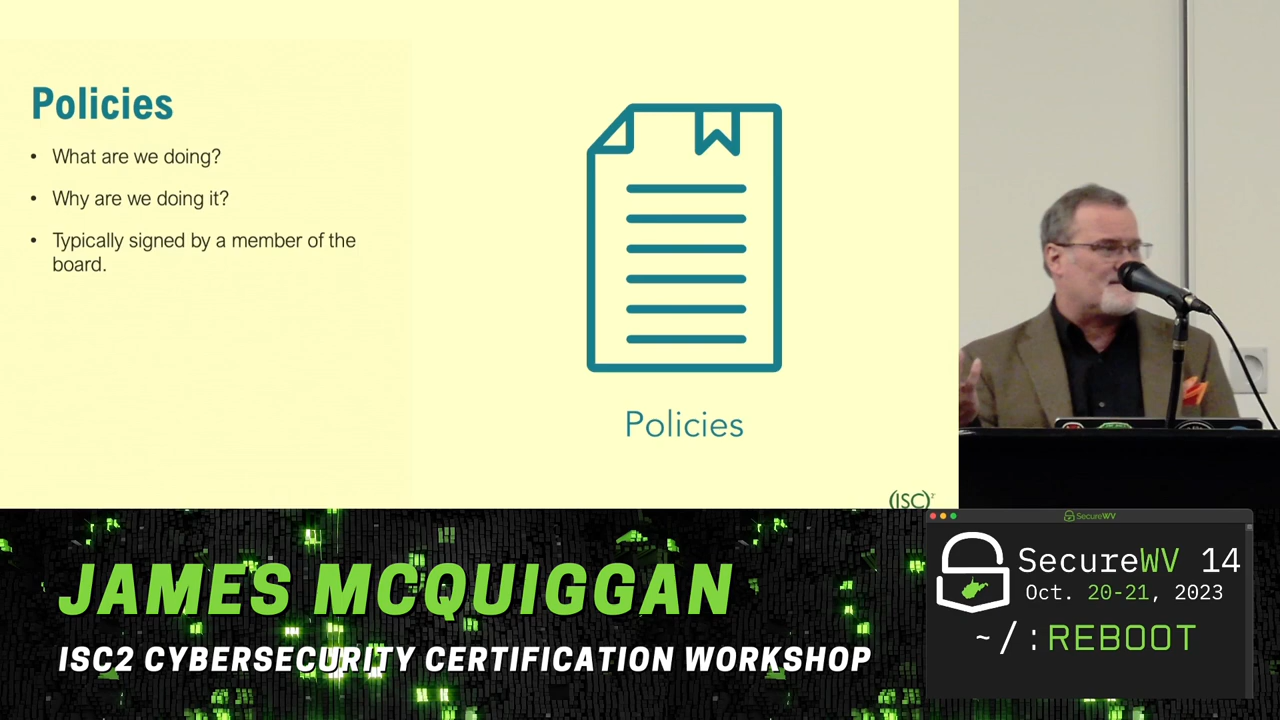 Policies
• What are we doing?
• Why are we doing it?
• Typically signed by a member of the
board.
Policies
(ISC)²
JAMES MCQUIGGAN
ISC2 CYBERSECURITY CERTIFICATION WORKSHOP
SecureWV
SecureWV 14
Oct. 20-21, 2023
~/:REBOOT